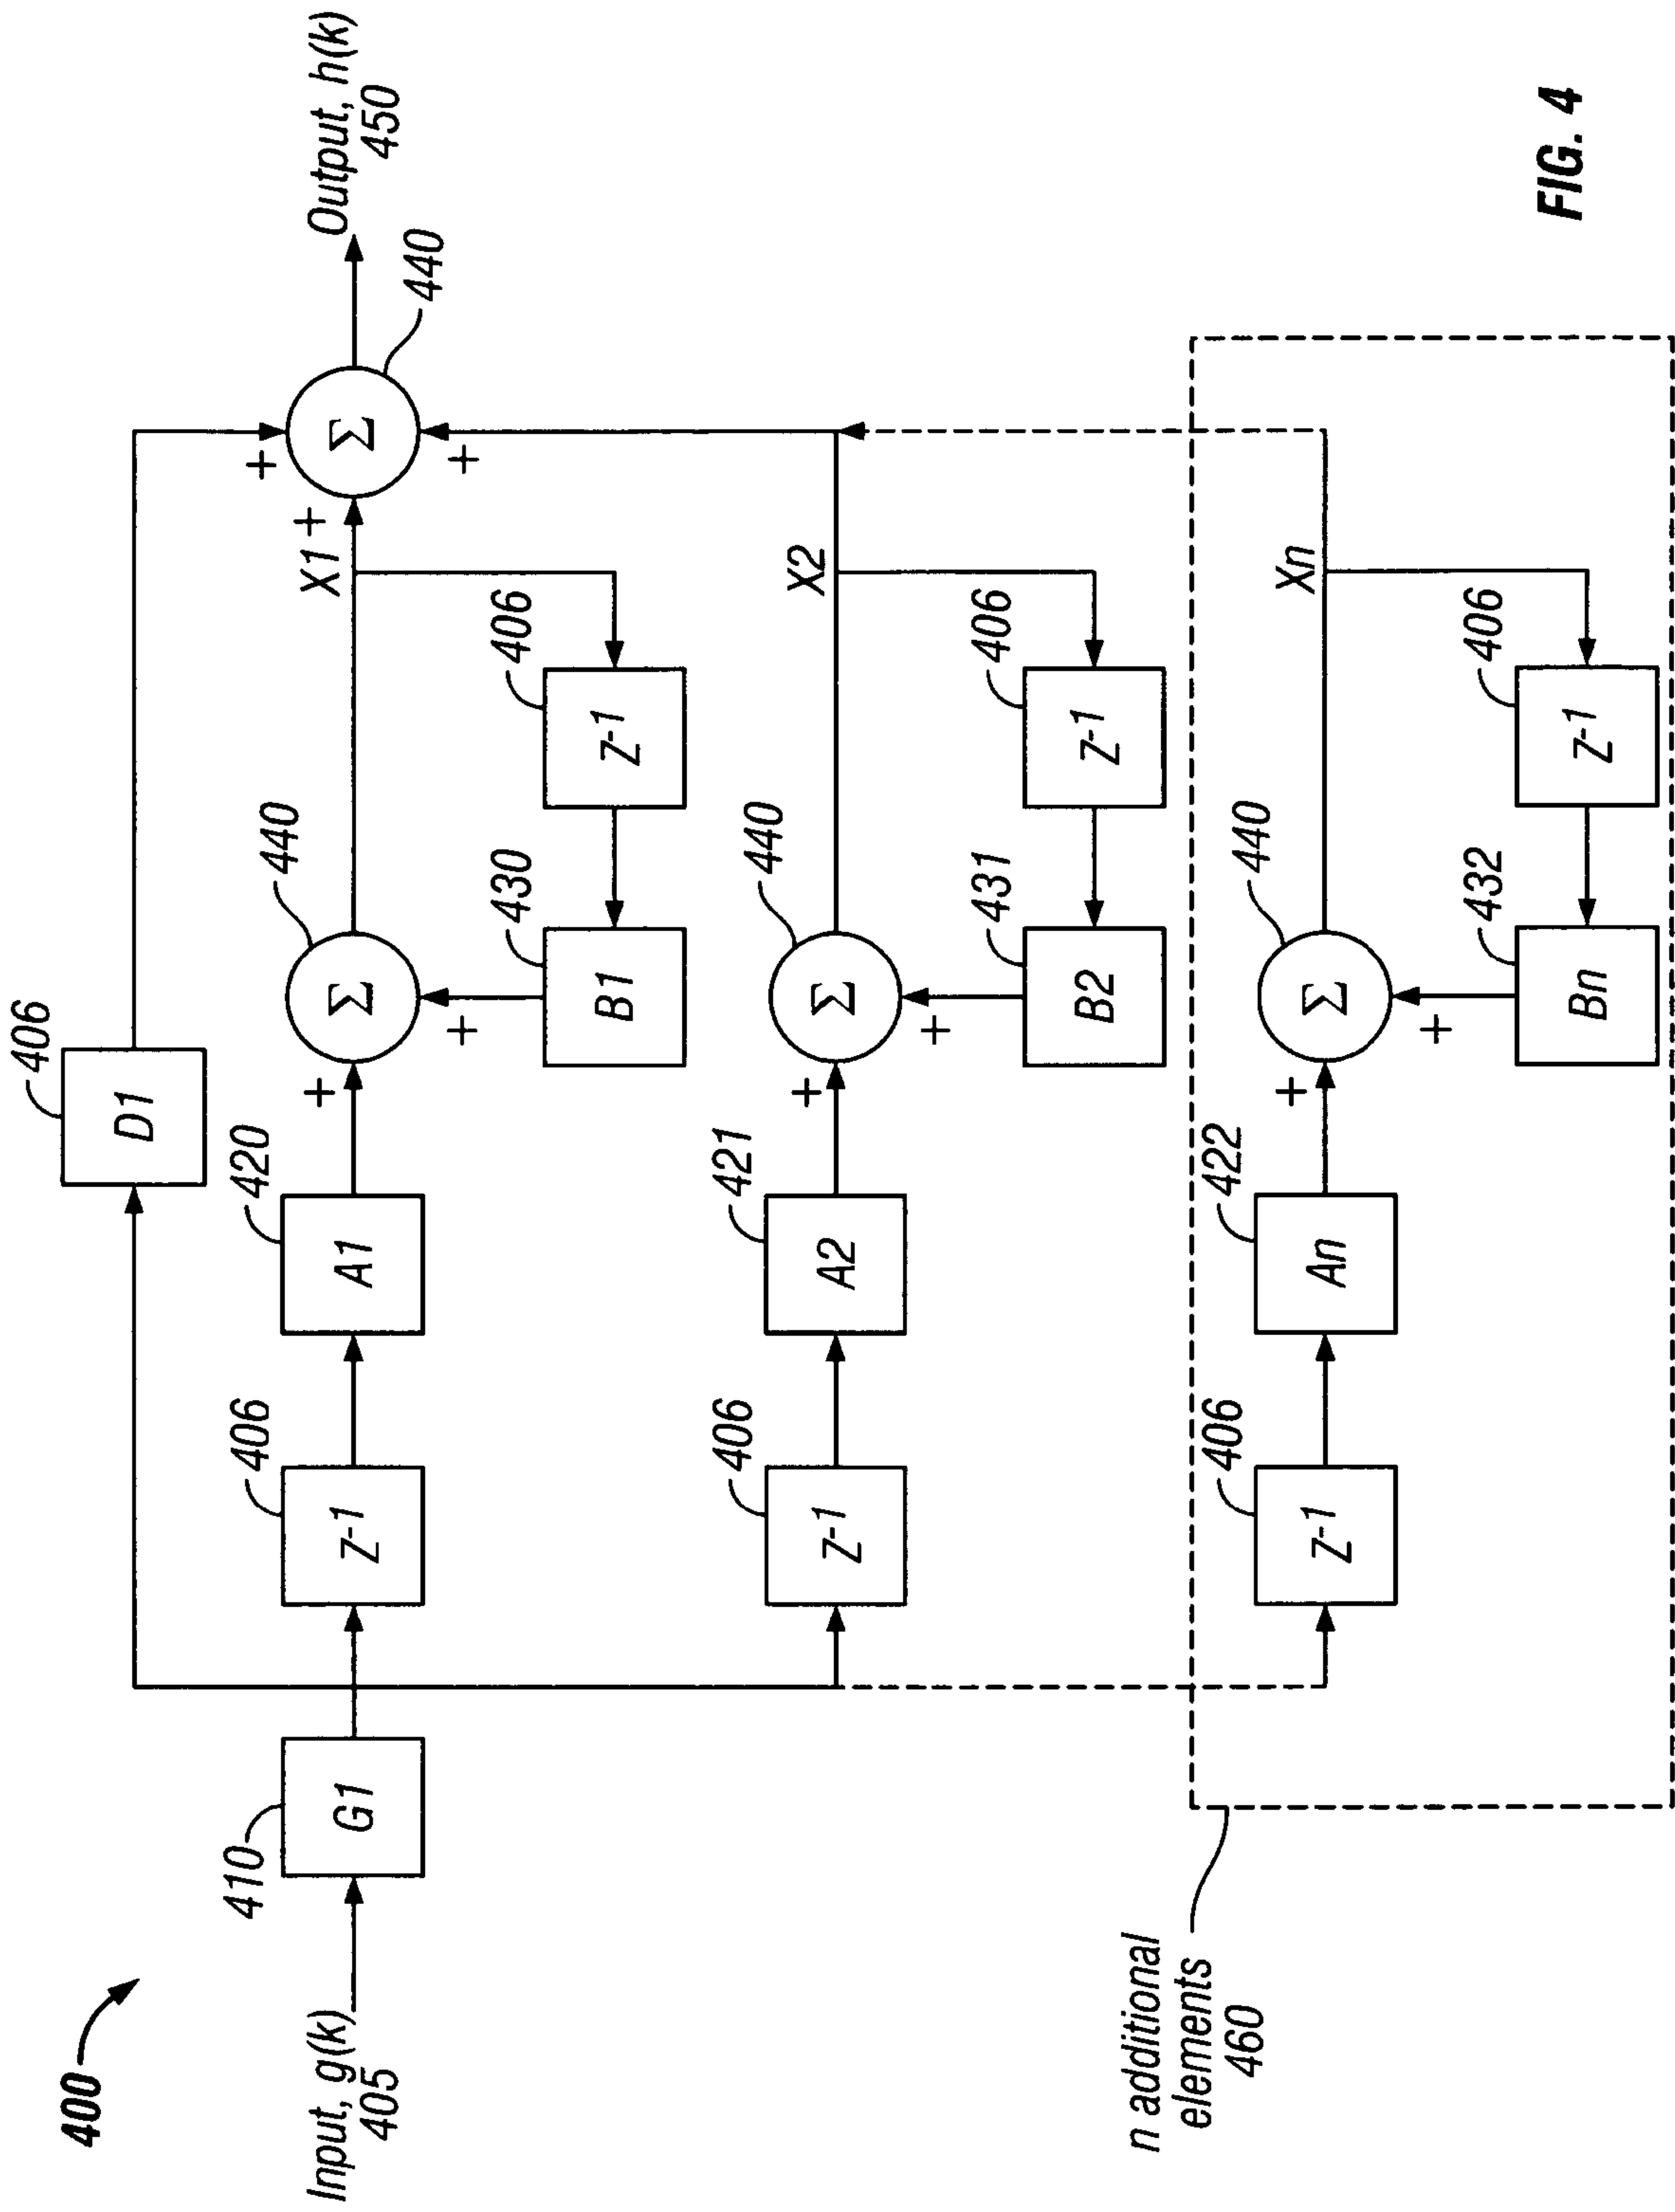 400
406
D1
Output, h(k)
450
Input, g(k)
405
410
G1
406
Z-1
420
A1
+
440
Σ
X1
+
+
Σ
440
+
+
430
B1
406
Z-1
406
Z-1
421
A2
+
440
Σ
X2
+
431
B2
406
Z-1
n additional
elements
460
406
Z-1
422
An
+
440
Σ
Xn
+
432
Bn
406
Z-1
FIG. 4